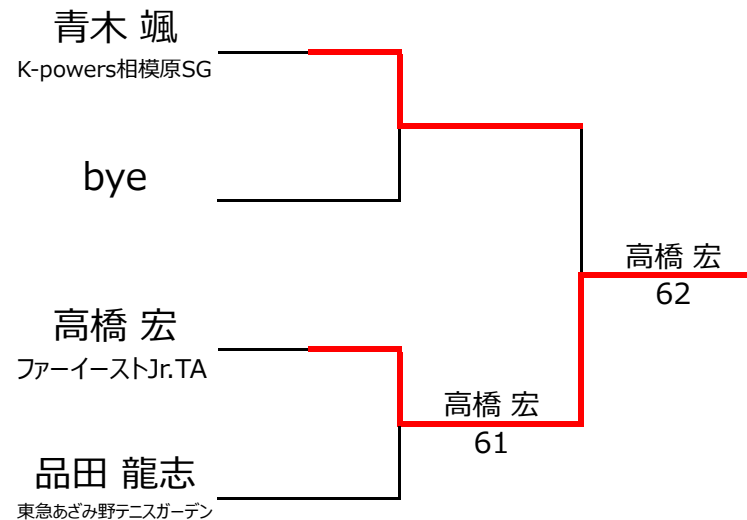 青木 颯
K-powers相模原SG
bye
高橋 宏
62
高橋 宏
ファーイーストJr.TA
高橋 宏
61
品田 龍志
東急あざみ野テニスガーデン